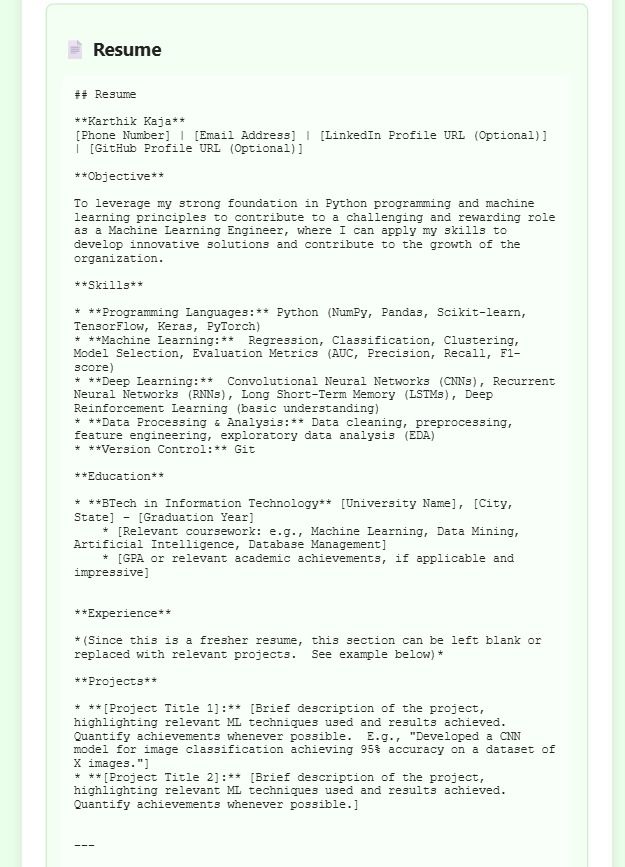 Resume
## Resume
**Karthik Kaja**
[Phone Number] | [Email Address] | [LinkedIn Profile URL (Optional)]
| [GitHub Profile URL (Optional)]
**Objective**
To leverage my strong foundation in Python programming and machine
learning principles to contribute to a challenging and rewarding role
as a Machine Learning Engineer, where I can apply my skills to
develop innovative solutions and contribute to the growth of the
organization.
**Skills**
* **Programming Languages:** Python (NumPy, Pandas, Scikit-learn,
TensorFlow, Keras, PyTorch)
* **Machine Learning:**  Regression, Classification, Clustering,
Model Selection, Evaluation Metrics (AUC, Precision, Recall, F1-
score)
* **Deep Learning:**  Convolutional Neural Networks (CNNs), Recurrent
Neural Networks (RNNs), Long Short-Term Memory (LSTMs), Deep
Reinforcement Learning (basic understanding)
* **Data Processing & Analysis:** Data cleaning, preprocessing,
feature engineering, exploratory data analysis (EDA)
* **Version Control:** Git
**Education**
* **BTech in Information Technology** [University Name], [City,
State] – [Graduation Year]
    * [Relevant coursework: e.g., Machine Learning, Data Mining,
Artificial Intelligence, Database Management]
    * [GPA or relevant academic achievements, if applicable and
impressive]
**Experience**
*(Since this is a fresher resume, this section can be left blank or
replaced with relevant projects.  See example below)*
**Projects**
* **[Project Title 1]:** [Brief description of the project,
highlighting relevant ML techniques used and results achieved.
Quantify achievements whenever possible.  E.g., "Developed a CNN
model for image classification achieving 95% accuracy on a dataset of
X images."]
* **[Project Title 2]:** [Brief description of the project,
highlighting relevant ML techniques used and results achieved.
Quantify achievements whenever possible.]
---